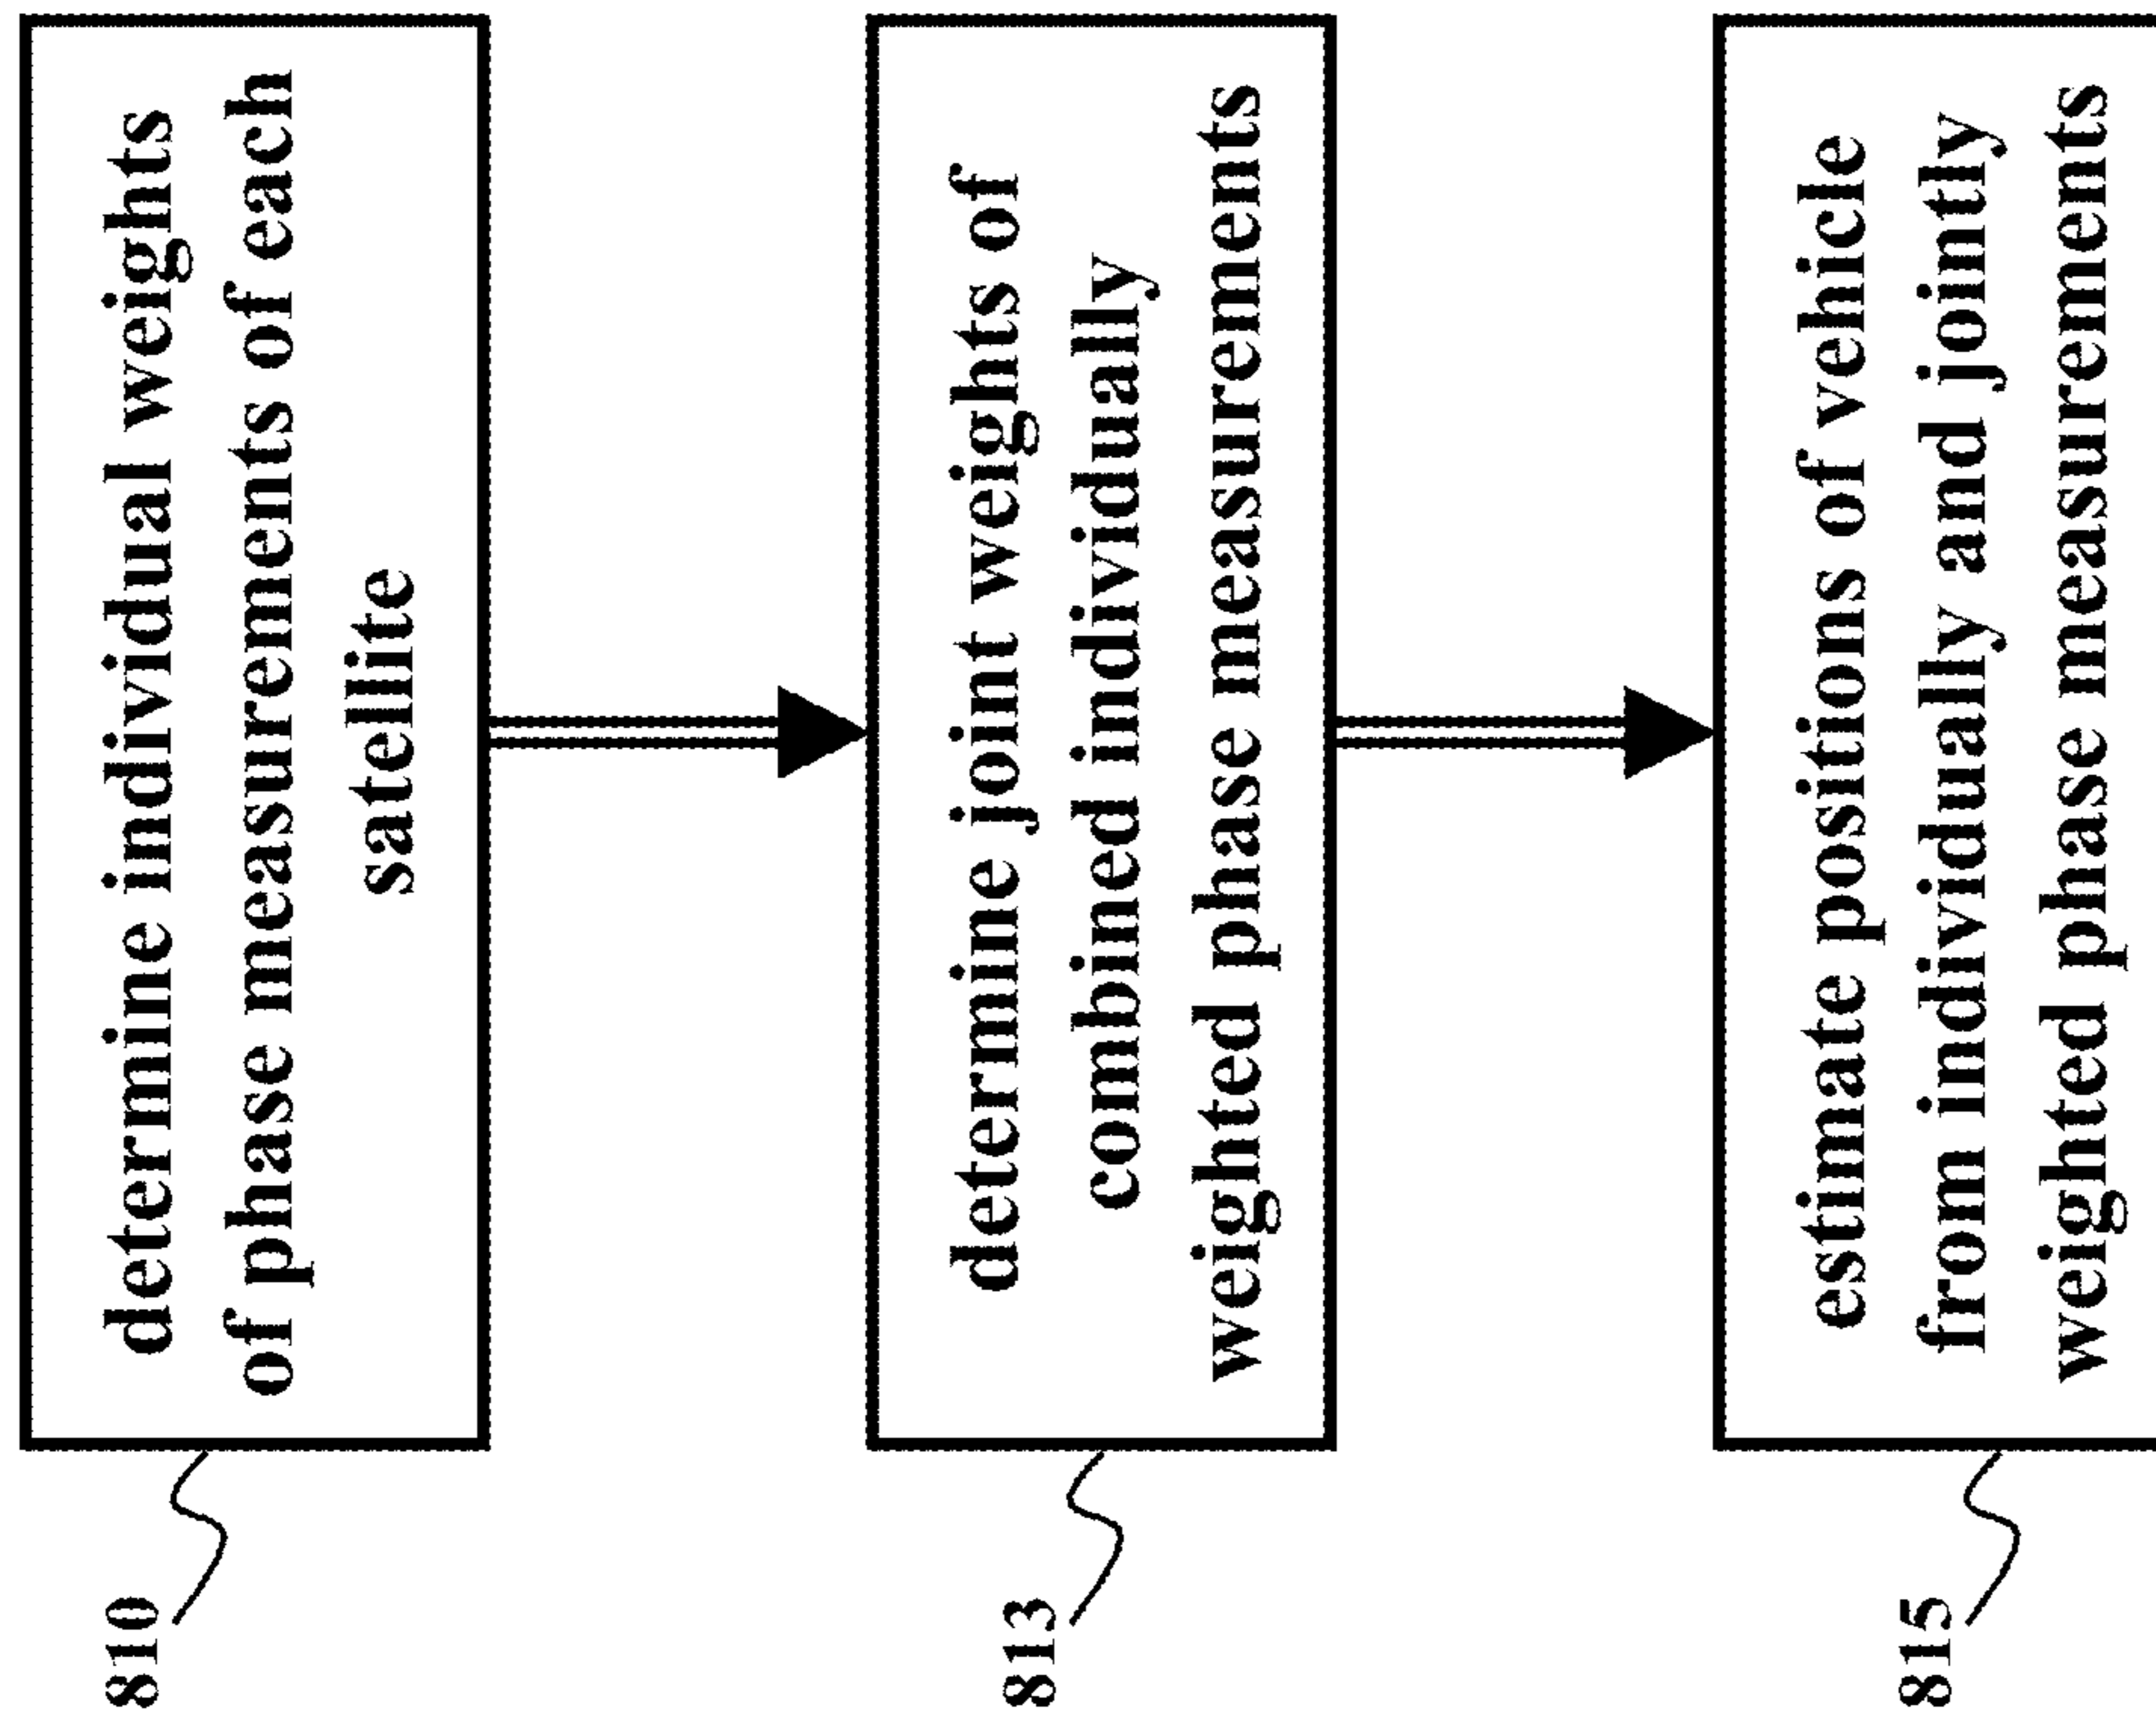 810
determine individual weights
of phase measurements of each
satellite
813
determine joint weights of
combined individually
weighted phase measurements
815
estimate positions of vehicle
from individually and jointly
weighted phase measurements